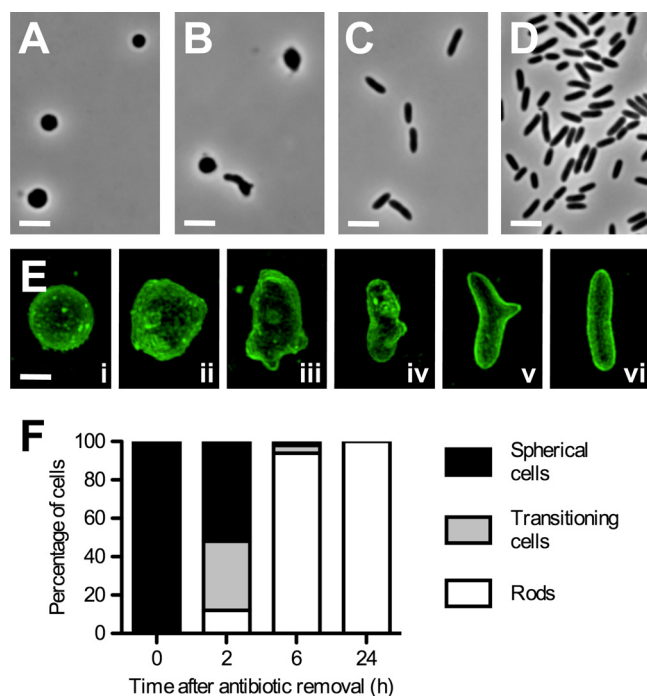 A
B
C
D
E
i
ii
iii
iv
v
vi
F
100
80
60
40
20
0
Percentage of cells
0
2
6
24
Time after antibiotic removal (h)
Spherical
cells
Transitioning
cells
Rods